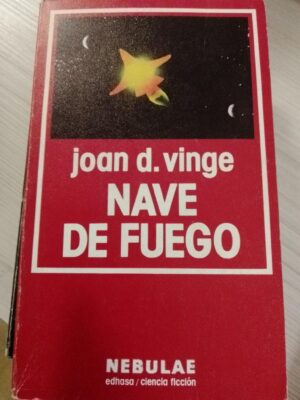 joan d. vinge
NAVE
DE FUEGO
NEBULAE
edhasa / ciencia ficción